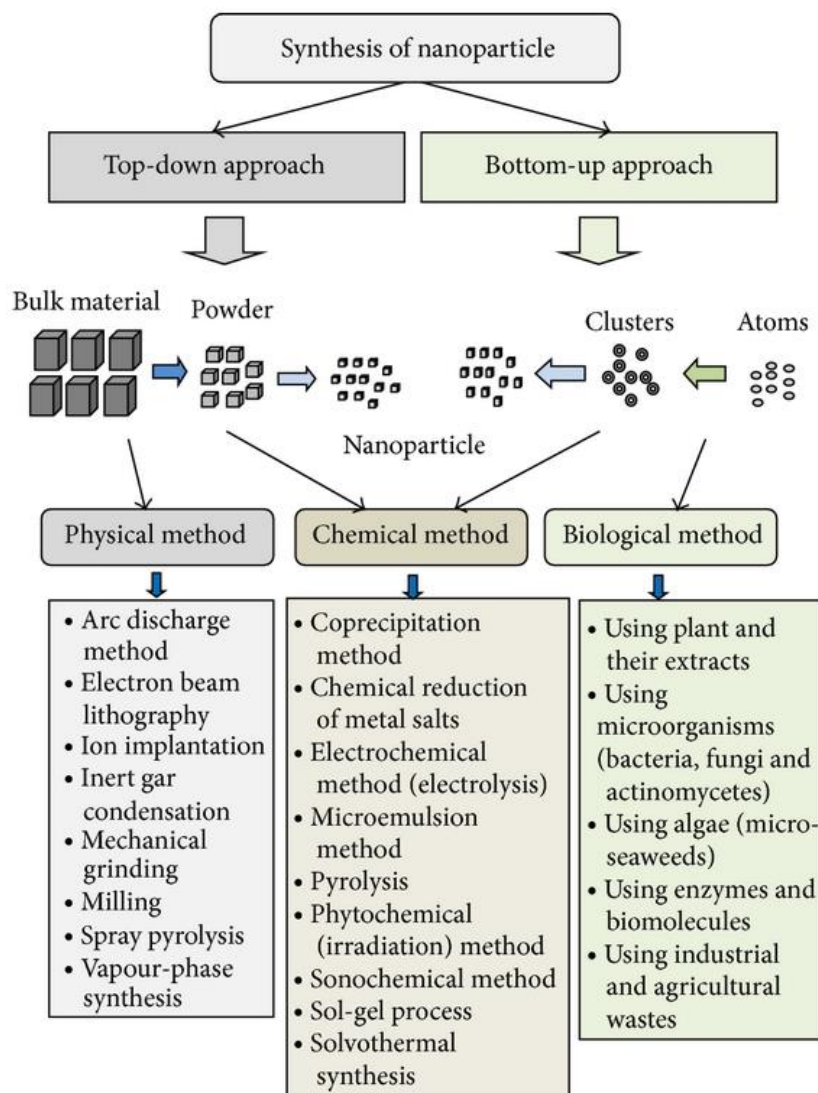 Synthesis of nanoparticle
Top-down approach
Bottom-up approach
Bulk material
Powder
Clusters
Atoms
Nanoparticle
Physical method
Chemical method
Biological method
• Arc discharge
method
• Electron beam
lithography
• Ion implantation
• Inert gar
condensation
• Mechanical
grinding
• Milling
• Spray pyrolysis
• Vapour-phase
synthesis
• Coprecipitation
method
• Chemical reduction
of metal salts
• Electrochemical
method (electrolysis)
• Microemulsion
method
• Pyrolysis
• Phytochemical
(irradiation) method
• Sonochemical method
• Sol-gel process
• Solvothermal
synthesis
• Using plant and
their extracts
• Using
microorganisms
(bacteria, fungi and
actinomycetes)
• Using algae (micro-
seaweeds)
• Using enzymes and
biomolecules
• Using industrial
and agricultural
wastes